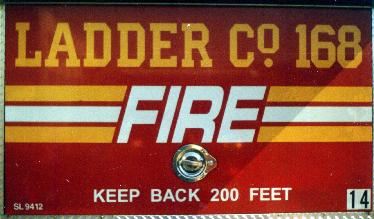 LADDER Cº 168
FIRE
KEEP BACK 200 FEET
SL 9412
14